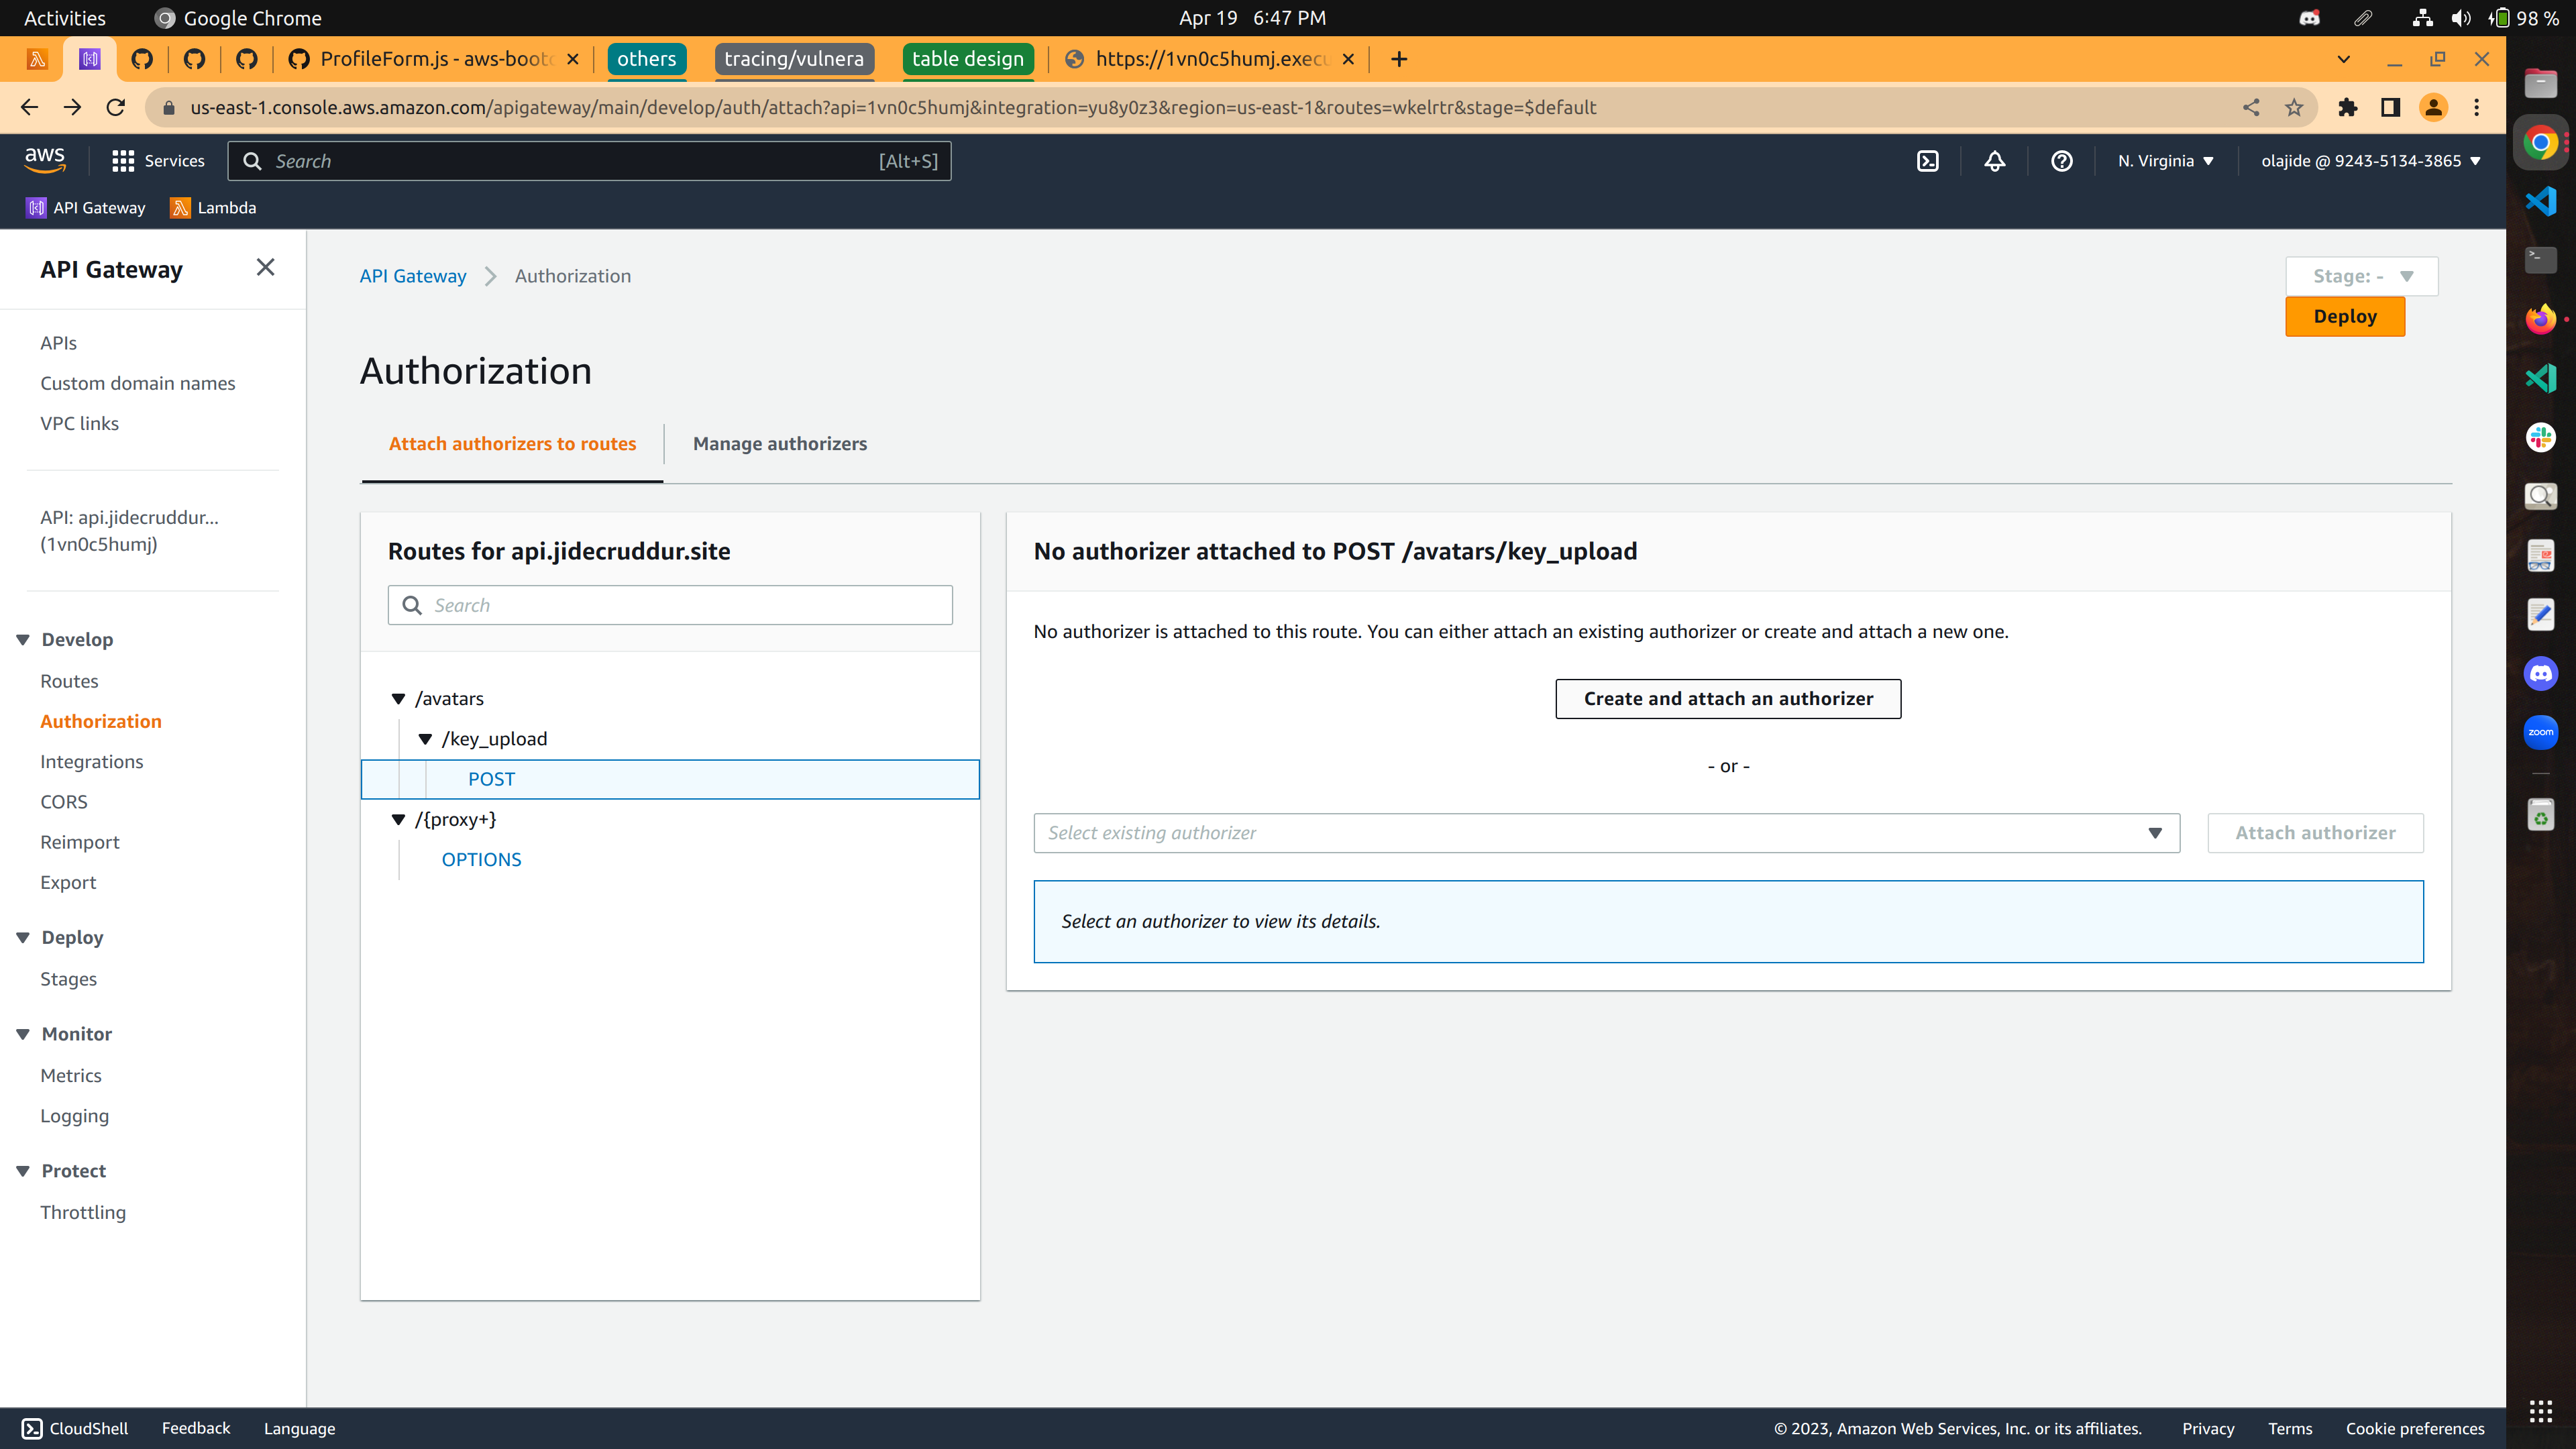 Activities
Google Chrome
Apr 19 6:47 PM
98 %
ProfileForm.js - aws-bootc
others
tracing/vulnera
table design
https://1vn0c5humj.execu
us-east-1.console.aws.amazon.com/apigateway/main/develop/auth/attach?api=1vn0c5humj&integration=yu8y0z3&region=us-east-1&routes=wkelrtr&stage=$default
aws
Services
Search
[Alt+S]
N. Virginia
olajide @ 9243-5134-3865
API Gateway
Lambda
API Gateway
APIs
Custom domain names
VPC links
API: api.jidecruddur...
(1vn0c5humj)
Develop
Routes
Authorization
Integrations
CORS
Reimport
Export
Deploy
Stages
Monitor
Metrics
Logging
Protect
Throttling
API Gateway
Authorization
Stage: -
Deploy
Authorization
Attach authorizers to routes
Manage authorizers
Routes for api.jidecruddur.site
Search
/avatars
/key_upload
POST
/{proxy+}
OPTIONS
No authorizer attached to POST /avatars/key_upload
No authorizer is attached to this route. You can either attach an existing authorizer or create and attach a new one.
Create and attach an authorizer
- or -
Select existing authorizer
Attach authorizer
Select an authorizer to view its details.
zoom
CloudShell
Feedback
Language
© 2023, Amazon Web Services, Inc. or its affiliates.
Privacy
Terms
Cookie preferences